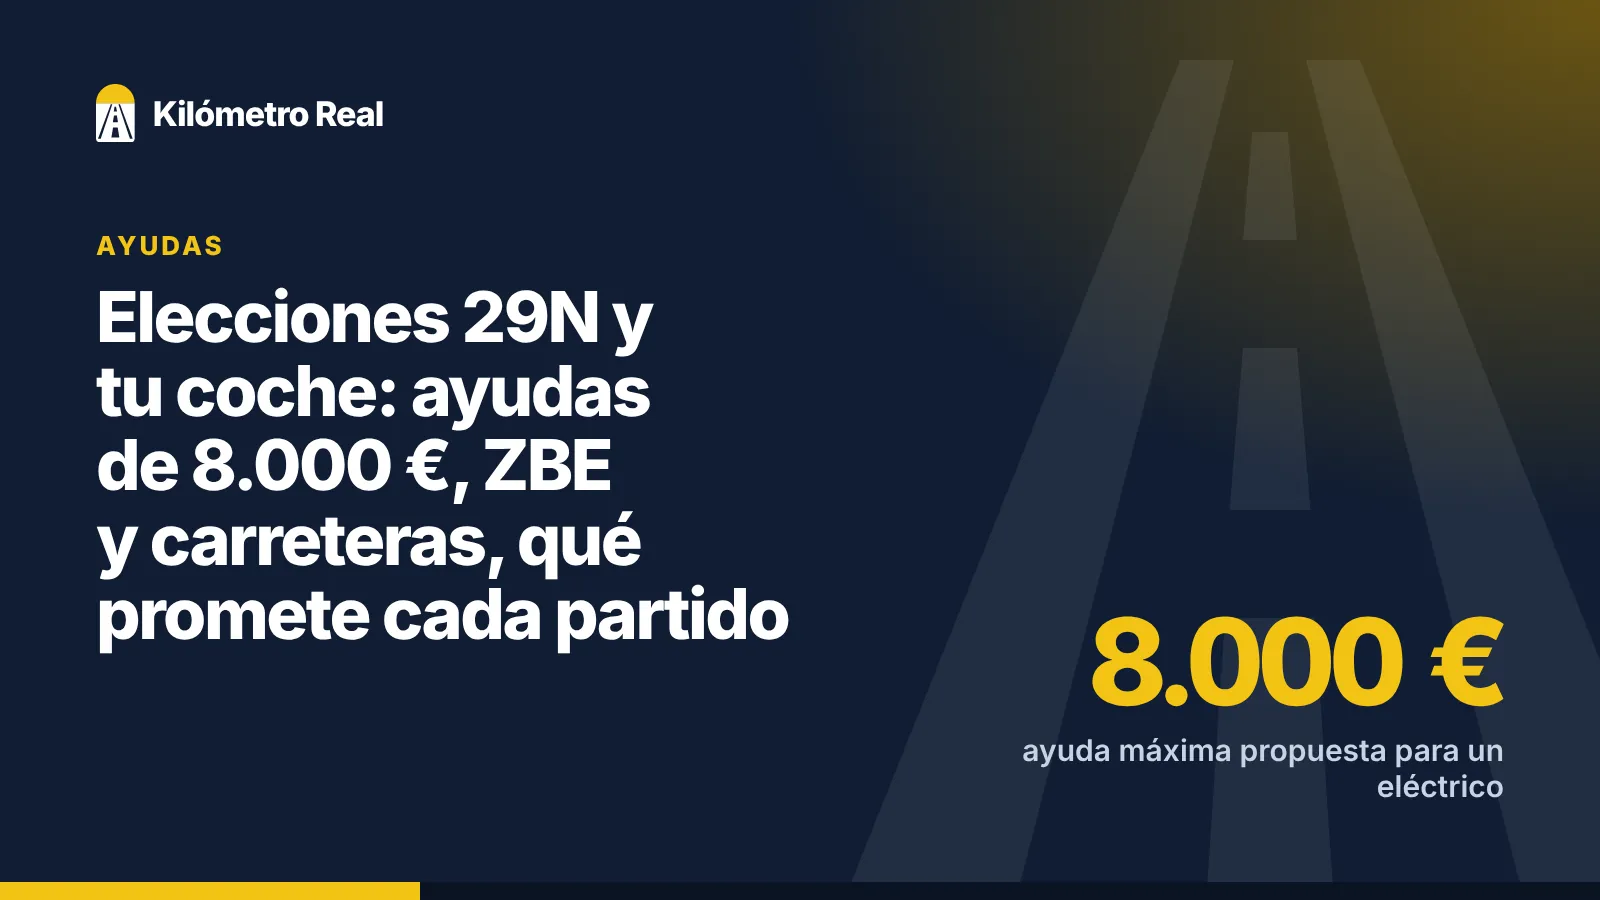 Kilómetro Real
AYUDAS
Elecciones 29N y
tu coche: ayudas
de 8.000 €, ZBE
y carreteras, qué
promete cada partido
8.000 €
ayuda máxima propuesta para un
eléctrico